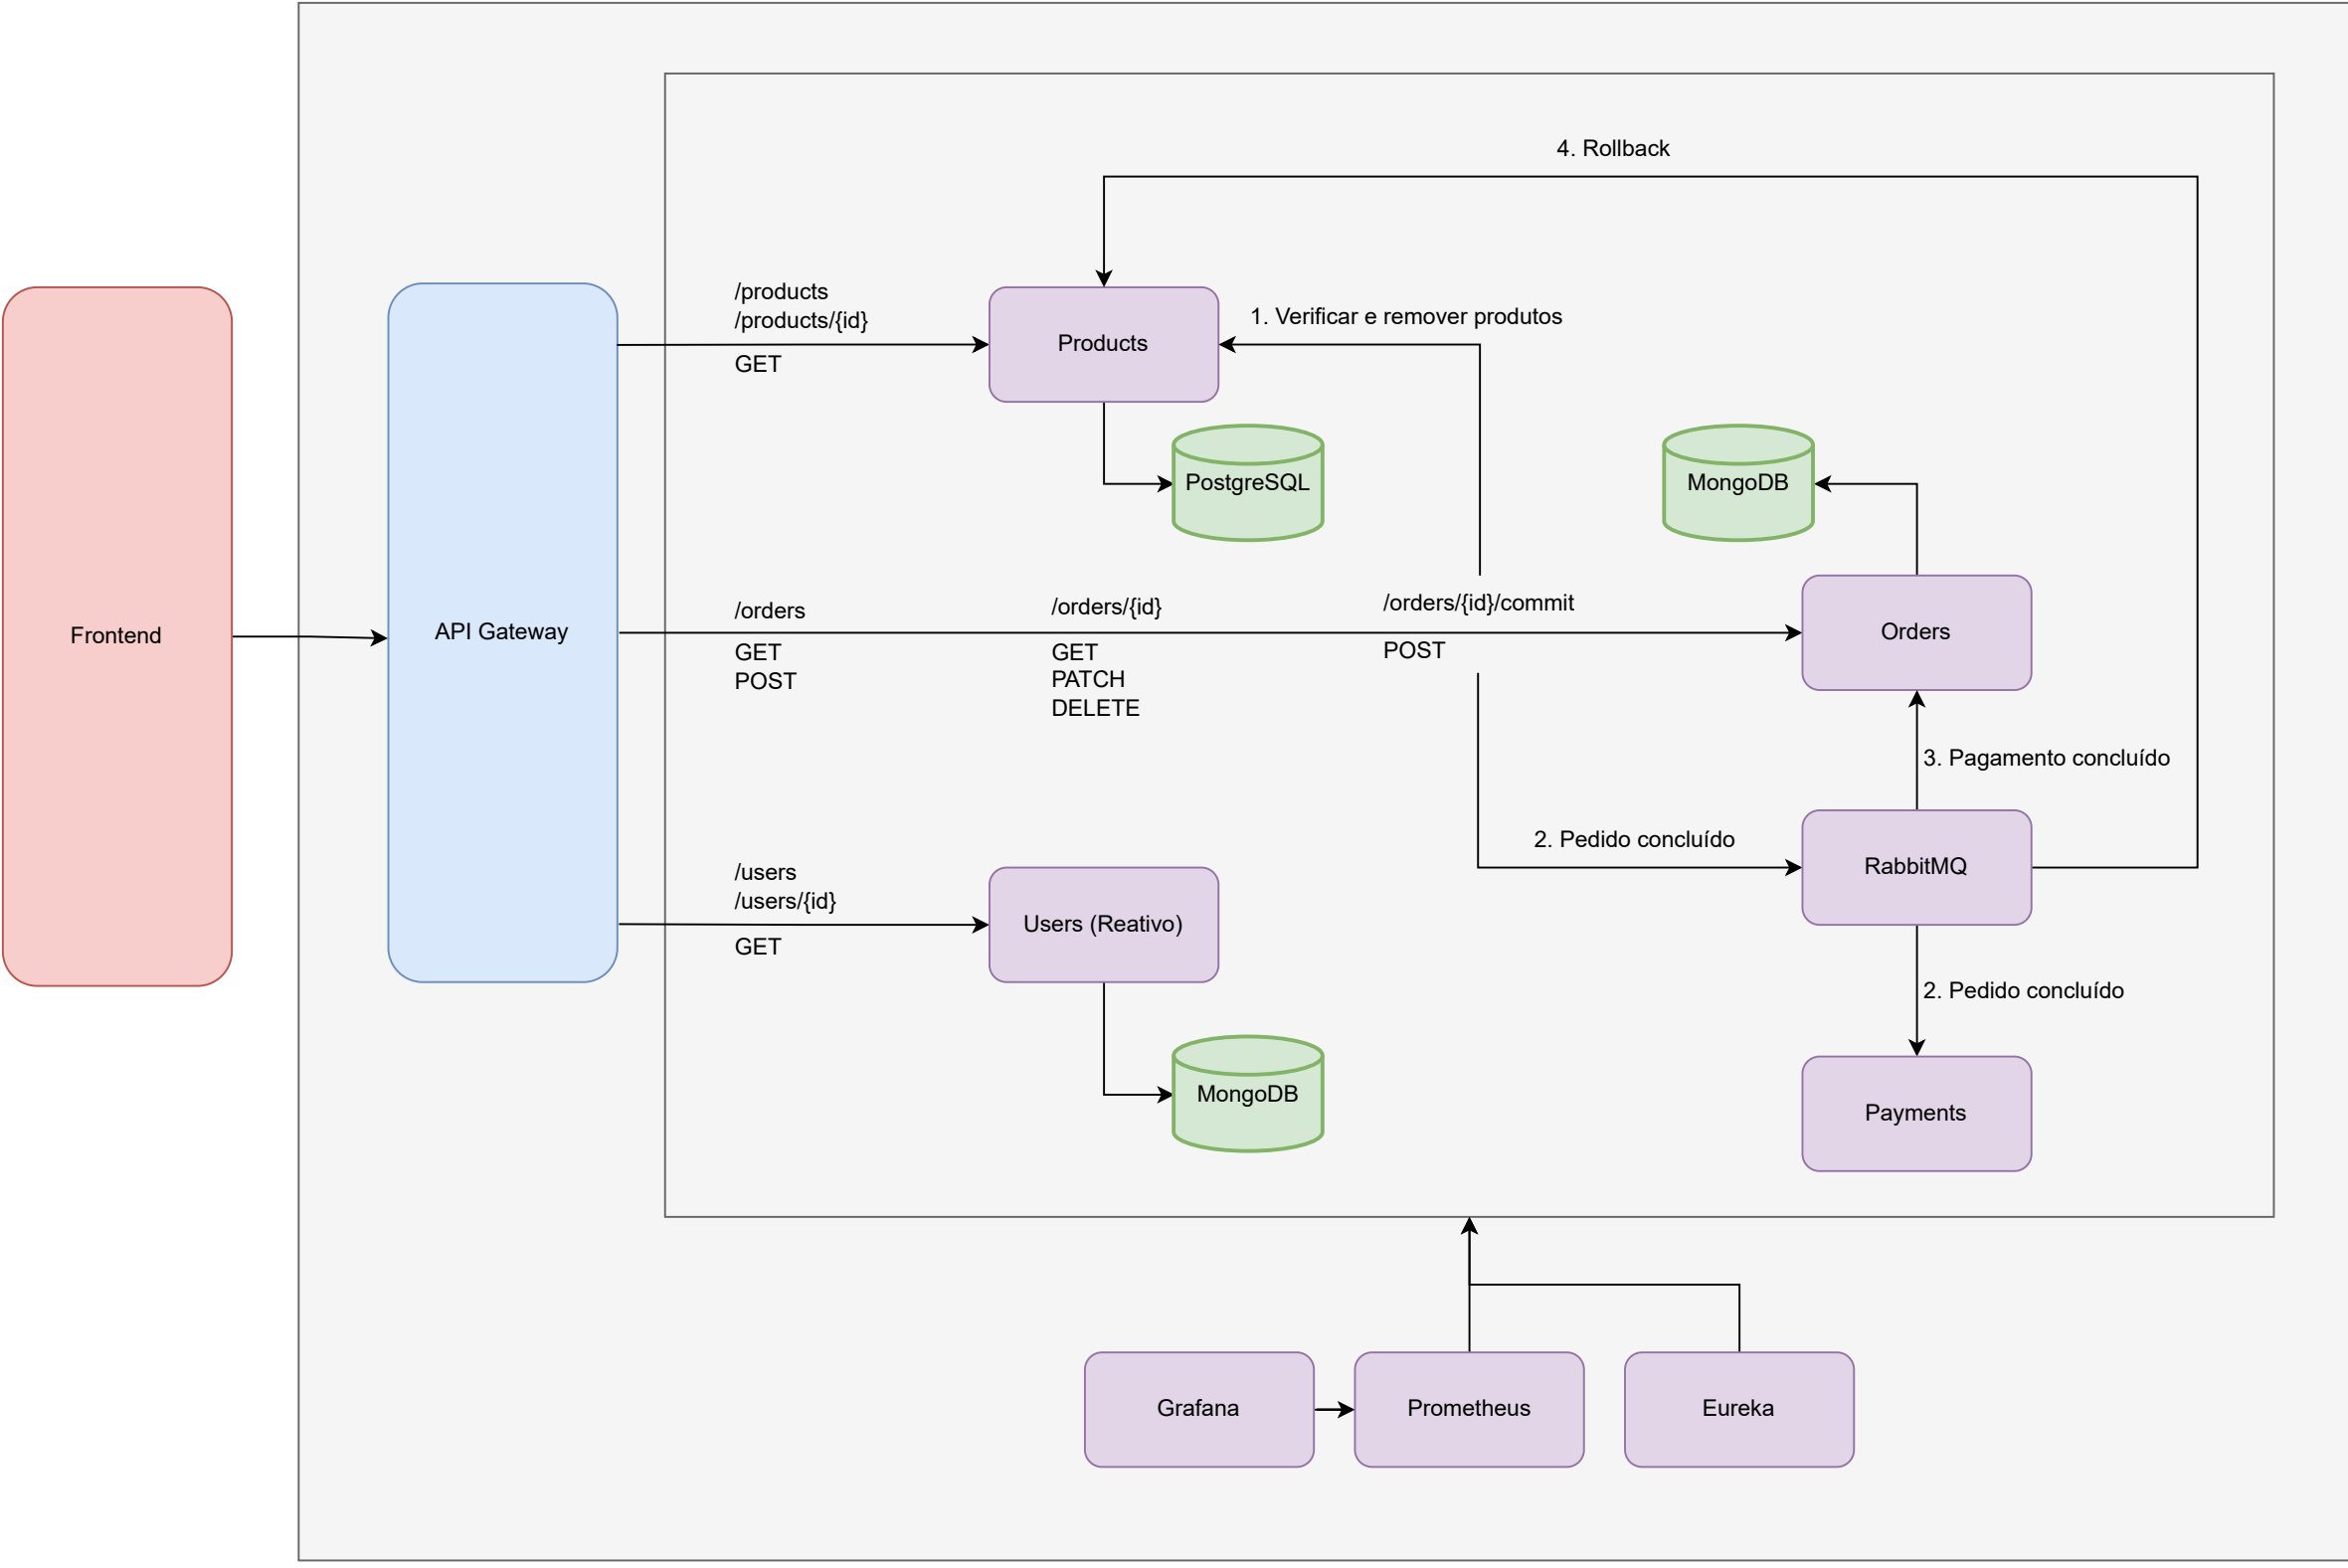 4. Rollback
/products
/products/{id}
GET
Products
1. Verificar e remover produtos
PostgreSQL
MongoDB
Frontend
API Gateway
/orders
GET
POST
/orders/{id}
GET
PATCH
DELETE
/orders/{id}/commit
POST
Orders
3. Pagamento concluído
2. Pedido concluído
RabbitMQ
/users
/users/{id}
GET
Users (Reativo)
2. Pedido concluído
MongoDB
Payments
Grafana
Prometheus
Eureka